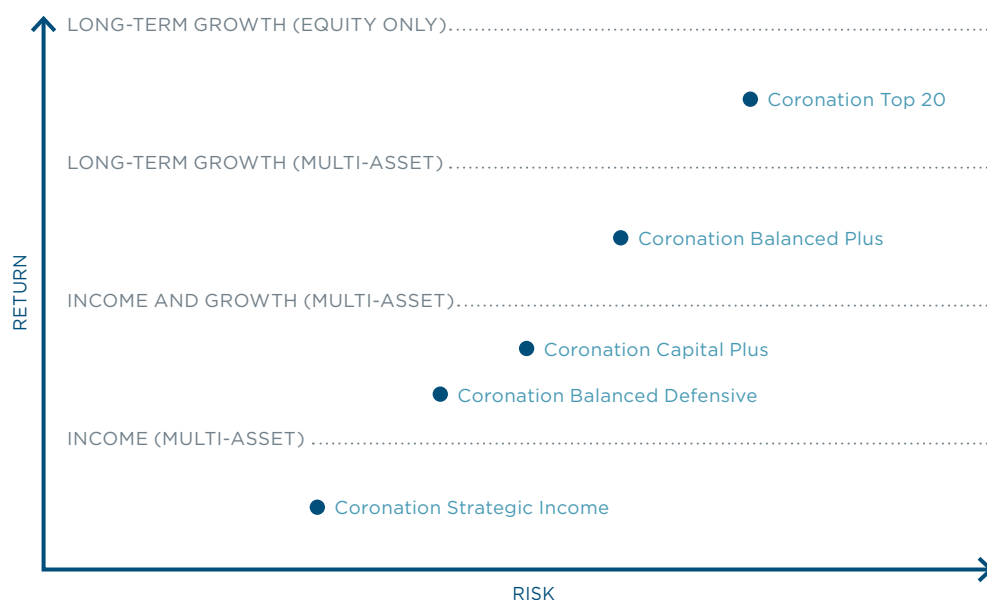 LONG-TERM GROWTH (EQUITY ONLY)
Coronation Top 20
LONG-TERM GROWTH (MULTI-ASSET)
Coronation Balanced Plus
RETURN
INCOME AND GROWTH (MULTI-ASSET)
Coronation Capital Plus
Coronation Balanced Defensive
INCOME (MULTI-ASSET)
Coronation Strategic Income
RISK